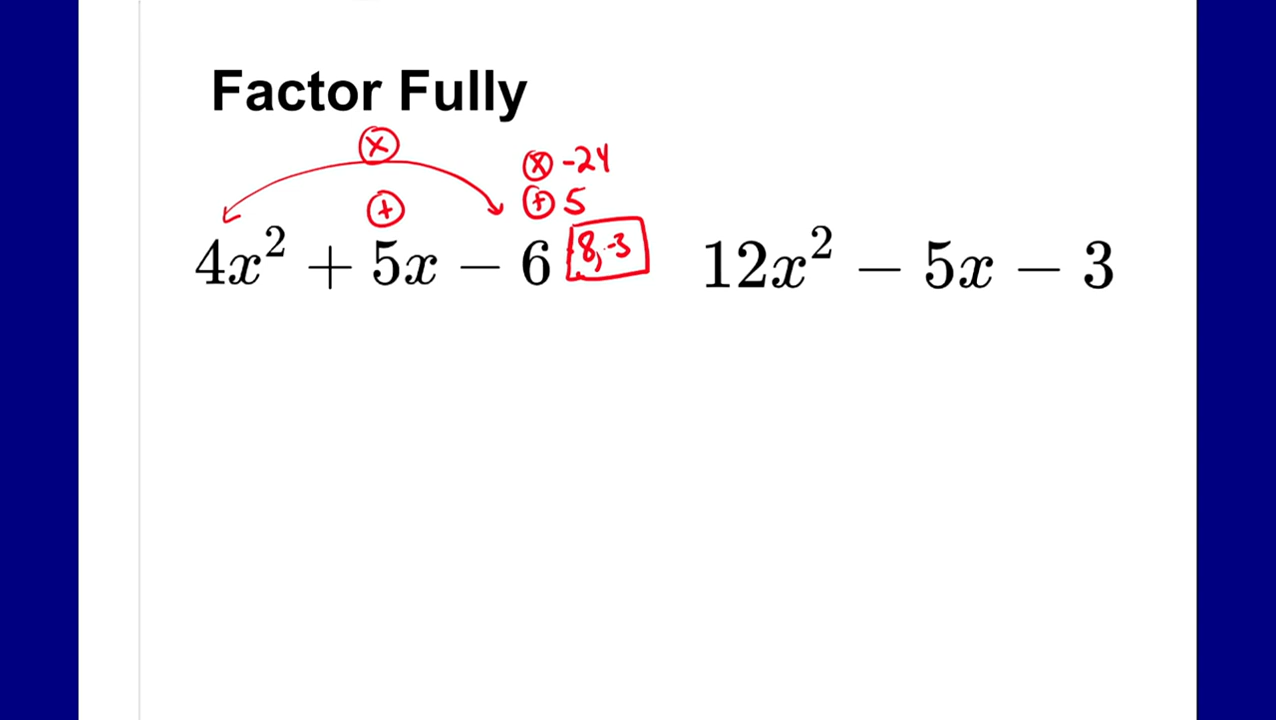 Factor Fully
ⓧ
ⓧ -24
⊕
⊕ 5
4x² + 5x − 6
8, -3
12x² − 5x − 3